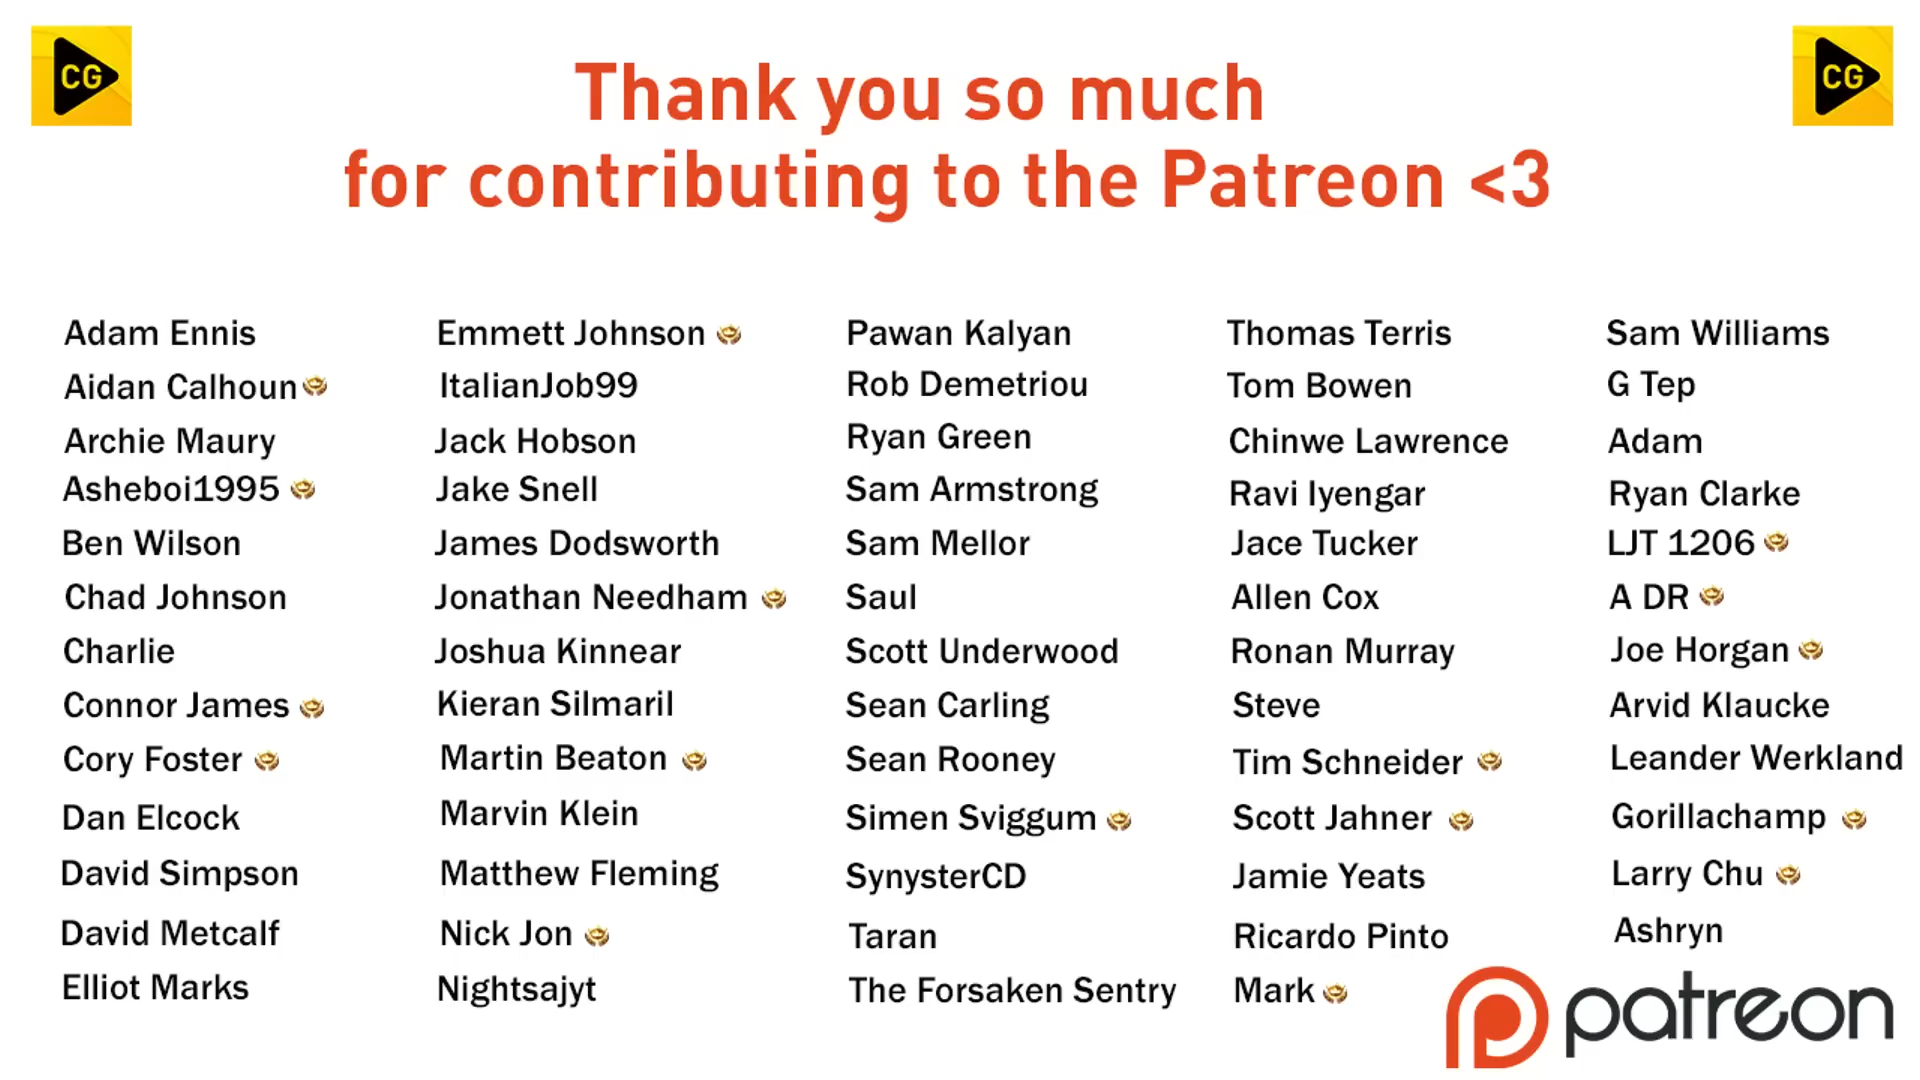 CG
CG
Thank you so much
for contributing to the Patreon <3
Adam Ennis
Aidan Calhoun
Archie Maury
Asheboi1995
Ben Wilson
Chad Johnson
Charlie
Connor James
Cory Foster
Dan Elcock
David Simpson
David Metcalf
Elliot Marks
Emmett Johnson
ItalianJob99
Jack Hobson
Jake Snell
James Dodsworth
Jonathan Needham
Joshua Kinnear
Kieran Silmaril
Martin Beaton
Marvin Klein
Matthew Fleming
Nick Jon
Nightsajyt
Pawan Kalyan
Rob Demetriou
Ryan Green
Sam Armstrong
Sam Mellor
Saul
Scott Underwood
Sean Carling
Sean Rooney
Simen Sviggum
SynysterCD
Taran
The Forsaken Sentry
Thomas Terris
Tom Bowen
Chinwe Lawrence
Ravi Iyengar
Jace Tucker
Allen Cox
Ronan Murray
Steve
Tim Schneider
Scott Jahner
Jamie Yeats
Ricardo Pinto
Mark
Sam Williams
G Tep
Adam
Ryan Clarke
LJT 1206
A DR
Joe Horgan
Arvid Klaucke
Leander Werkland
Gorillachamp
Larry Chu
Ashryn
patreon